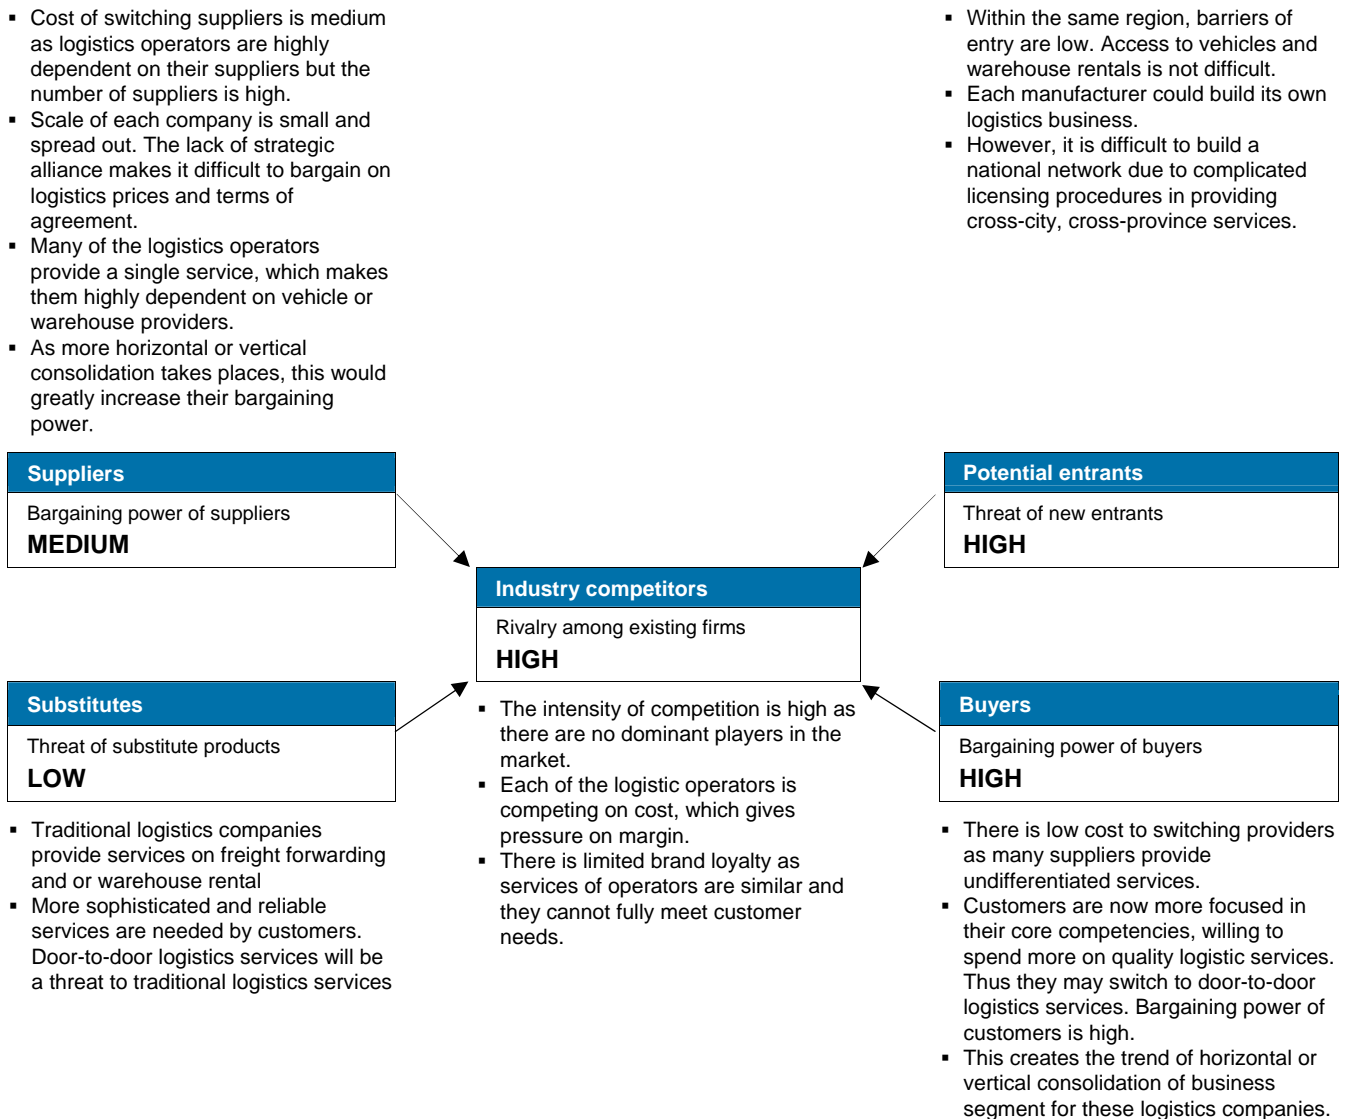 ▪ Cost of switching suppliers is medium
as logistics operators are highly
dependent on their suppliers but the
number of suppliers is high.
▪ Scale of each company is small and
spread out. The lack of strategic
alliance makes it difficult to bargain on
logistics prices and terms of
agreement.
▪ Many of the logistics operators
provide a single service, which makes
them highly dependent on vehicle or
warehouse providers.
▪ As more horizontal or vertical
consolidation takes places, this would
greatly increase their bargaining
power.
▪ Within the same region, barriers of
entry are low. Access to vehicles and
warehouse rentals is not difficult.
▪ Each manufacturer could build its own
logistics business.
▪ However, it is difficult to build a
national network due to complicated
licensing procedures in providing
cross-city, cross-province services.
Suppliers
Bargaining power of suppliers
MEDIUM
Potential entrants
Threat of new entrants
HIGH
Industry competitors
Rivalry among existing firms
HIGH
▪ The intensity of competition is high as
there are no dominant players in the
market.
▪ Each of the logistic operators is
competing on cost, which gives
pressure on margin.
▪ There is limited brand loyalty as
services of operators are similar and
they cannot fully meet customer
needs.
Substitutes
Threat of substitute products
LOW
▪ Traditional logistics companies
provide services on freight forwarding
and or warehouse rental
▪ More sophisticated and reliable
services are needed by customers.
Door-to-door logistics services will be
a threat to traditional logistics services
Buyers
Bargaining power of buyers
HIGH
▪ There is low cost to switching providers
as many suppliers provide
undifferentiated services.
▪ Customers are now more focused in
their core competencies, willing to
spend more on quality logistic services.
Thus they may switch to door-to-door
logistics services. Bargaining power of
customers is high.
▪ This creates the trend of horizontal or
vertical consolidation of business
segment for these logistics companies.